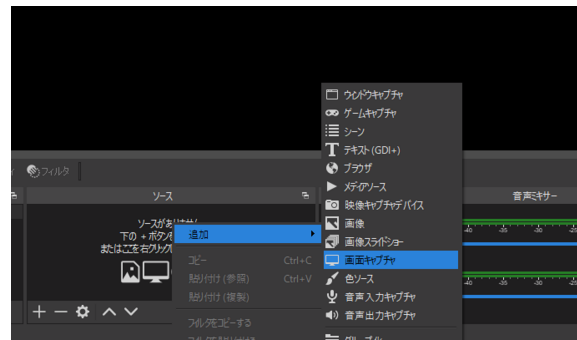 ウィンドウキャプチャ
ゲームキャプチャ
シーン
テキスト(GDI+)
ブラウザ
メディアソース
映像キャプチャデバイス
画像
画像スライドショー
画面キャプチャ
色ソース
音声入力キャプチャ
音声出力キャプチャ
フィルタ
ソース
音声ミキサー
ソースがありません
下の + ボタンを
または ここを右クリック
追加
コピー Ctrl+C
貼り付け (参照) Ctrl+V
貼り付け (複製)
フィルタをコピーする
-40 -35 -30 -25
-40 -35 -30 -25